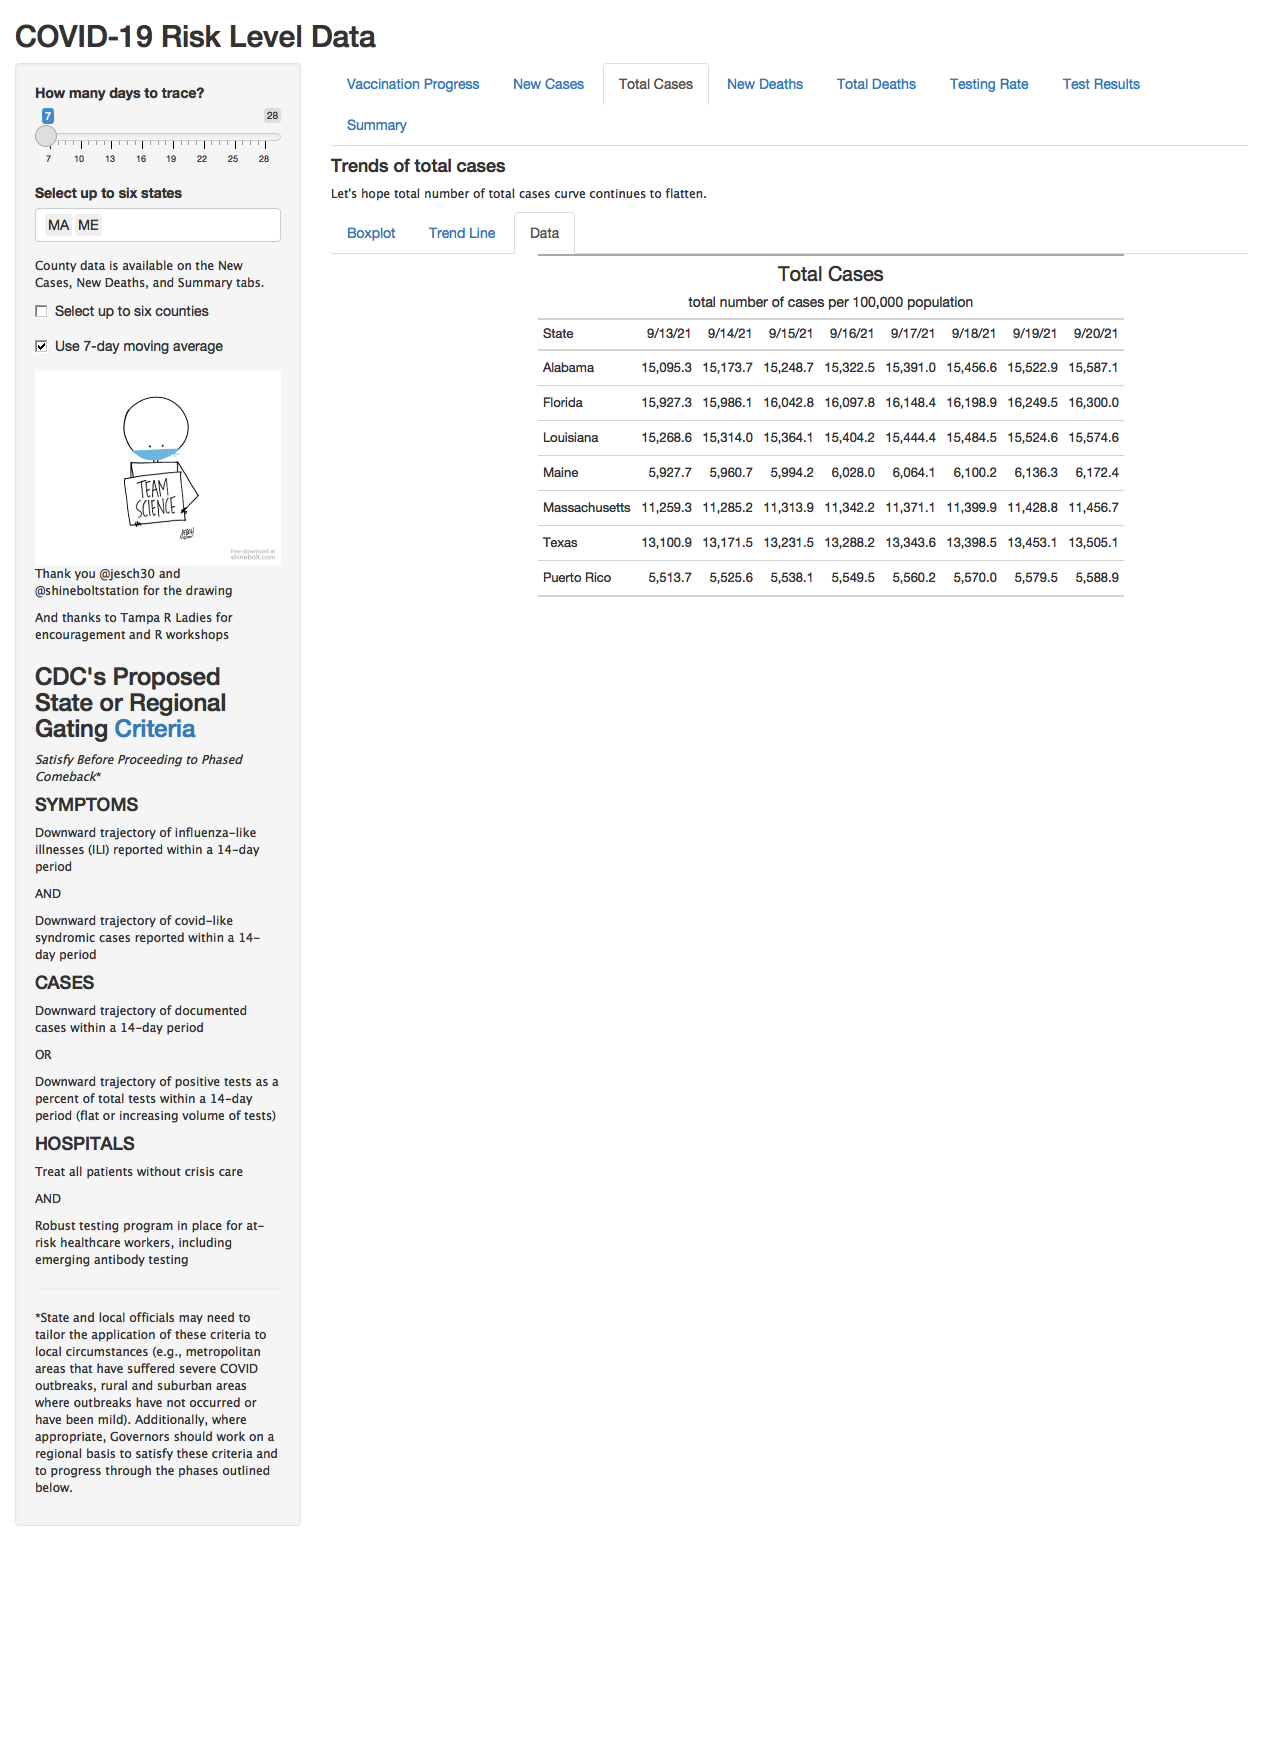 COVID-19 Risk Level Data
How many days to trace?
7 28
7 10 13 16 19 22 25 28
Select up to six states
MA ME
County data is available on the New
Cases, New Deaths, and Summary tabs.
Select up to six counties
Use 7-day moving average
TEAM
SCIENCE
free download at
shinebolt.com
Thank you @jesch30 and
@shineboltstation for the drawing
And thanks to Tampa R Ladies for
encouragement and R workshops
CDC's Proposed
State or Regional
Gating Criteria
Satisfy Before Proceeding to Phased
Comeback*
SYMPTOMS
Downward trajectory of influenza-like
illnesses (ILI) reported within a 14-day
period
AND
Downward trajectory of covid-like
syndromic cases reported within a 14-
day period
CASES
Downward trajectory of documented
cases within a 14-day period
OR
Downward trajectory of positive tests as a
percent of total tests within a 14-day
period (flat or increasing volume of tests)
HOSPITALS
Treat all patients without crisis care
AND
Robust testing program in place for at-
risk healthcare workers, including
emerging antibody testing
*State and local officials may need to
tailor the application of these criteria to
local circumstances (e.g., metropolitan
areas that have suffered severe COVID
outbreaks, rural and suburban areas
where outbreaks have not occurred or
have been mild). Additionally, where
appropriate, Governors should work on a
regional basis to satisfy these criteria and
to progress through the phases outlined
below.
Vaccination Progress New Cases Total Cases New Deaths Total Deaths Testing Rate Test Results
Summary
Trends of total cases
Let's hope total number of total cases curve continues to flatten.
Boxplot Trend Line Data
Total Cases
total number of cases per 100,000 population
State 9/13/21 9/14/21 9/15/21 9/16/21 9/17/21 9/18/21 9/19/21 9/20/21
Alabama 15,095.3 15,173.7 15,248.7 15,322.5 15,391.0 15,456.6 15,522.9 15,587.1
Florida 15,927.3 15,986.1 16,042.8 16,097.8 16,148.4 16,198.9 16,249.5 16,300.0
Louisiana 15,268.6 15,314.0 15,364.1 15,404.2 15,444.4 15,484.5 15,524.6 15,574.6
Maine 5,927.7 5,960.7 5,994.2 6,028.0 6,064.1 6,100.2 6,136.3 6,172.4
Massachusetts 11,259.3 11,285.2 11,313.9 11,342.2 11,371.1 11,399.9 11,428.8 11,456.7
Texas 13,100.9 13,171.5 13,231.5 13,288.2 13,343.6 13,398.5 13,453.1 13,505.1
Puerto Rico 5,513.7 5,525.6 5,538.1 5,549.5 5,560.2 5,570.0 5,579.5 5,588.9